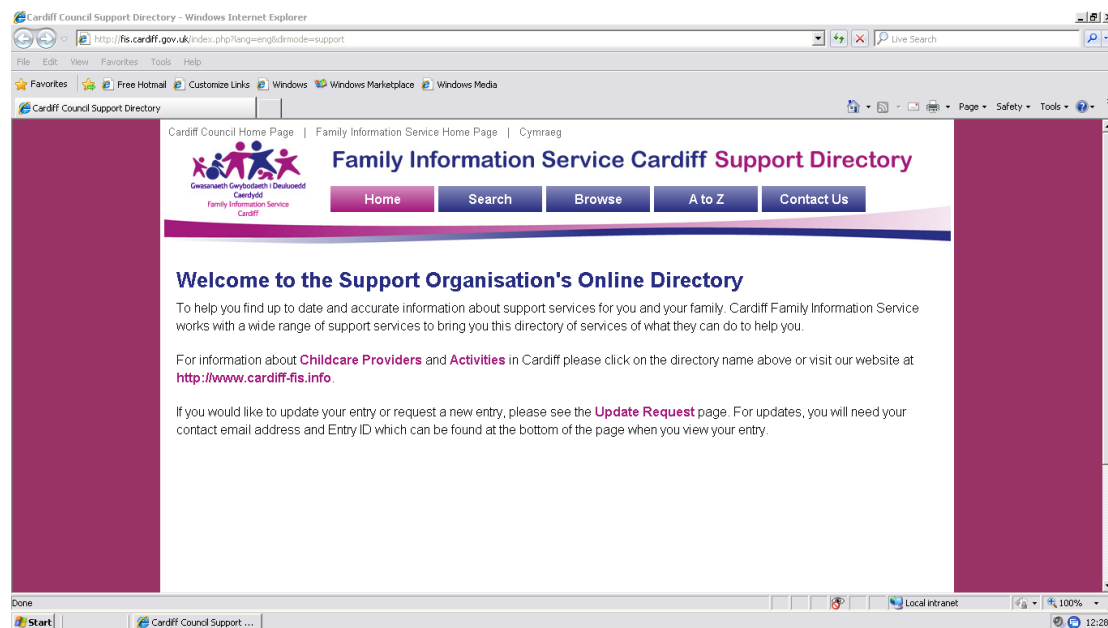 Cardiff Council Support Directory - Windows Internet Explorer
http://fis.cardiff.gov.uk/index.php?lang=eng&dirmode=support
Live Search
File Edit View Favorites Tools Help
Favorites Free Hotmail Customize Links Windows Windows Marketplace Windows Media
Cardiff Council Support Directory
Page Safety Tools
Cardiff Council Home Page | Family Information Service Home Page | Cymraeg
Gwasanaeth Gwybodaeth i Deuluoedd
Caerdydd
Family Information Service
Cardiff
Family Information Service Cardiff Support Directory
Home Search Browse A to Z Contact Us
Welcome to the Support Organisation's Online Directory
To help you find up to date and accurate information about support services for you and your family. Cardiff Family Information Service
works with a wide range of support services to bring you this directory of services of what they can do to help you.
For information about Childcare Providers and Activities in Cardiff please click on the directory name above or visit our website at
http://www.cardiff-fis.info.
If you would like to update your entry or request a new entry, please see the Update Request page. For updates, you will need your
contact email address and Entry ID which can be found at the bottom of the page when you view your entry.
Done
Local intranet
100%
Start
Cardiff Council Support ...
12:28